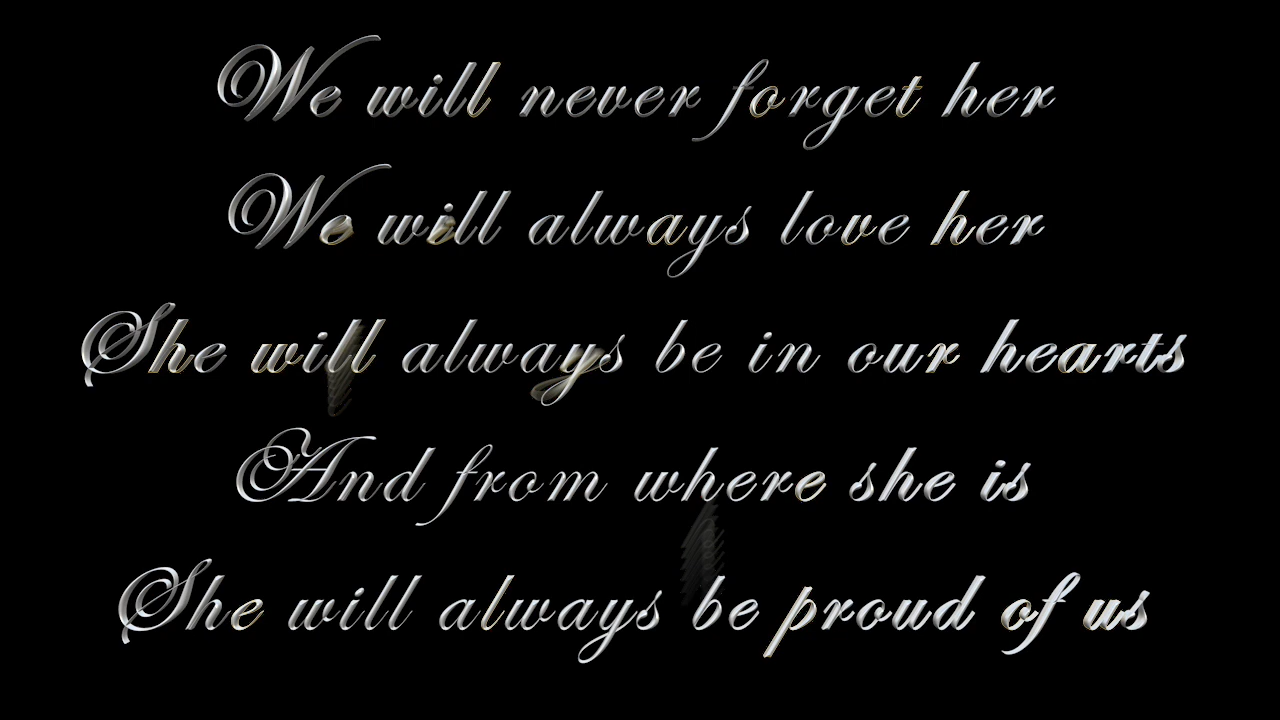 We will never forget her
We will always love her
She will always be in our hearts
And from where she is
She will always be proud of us